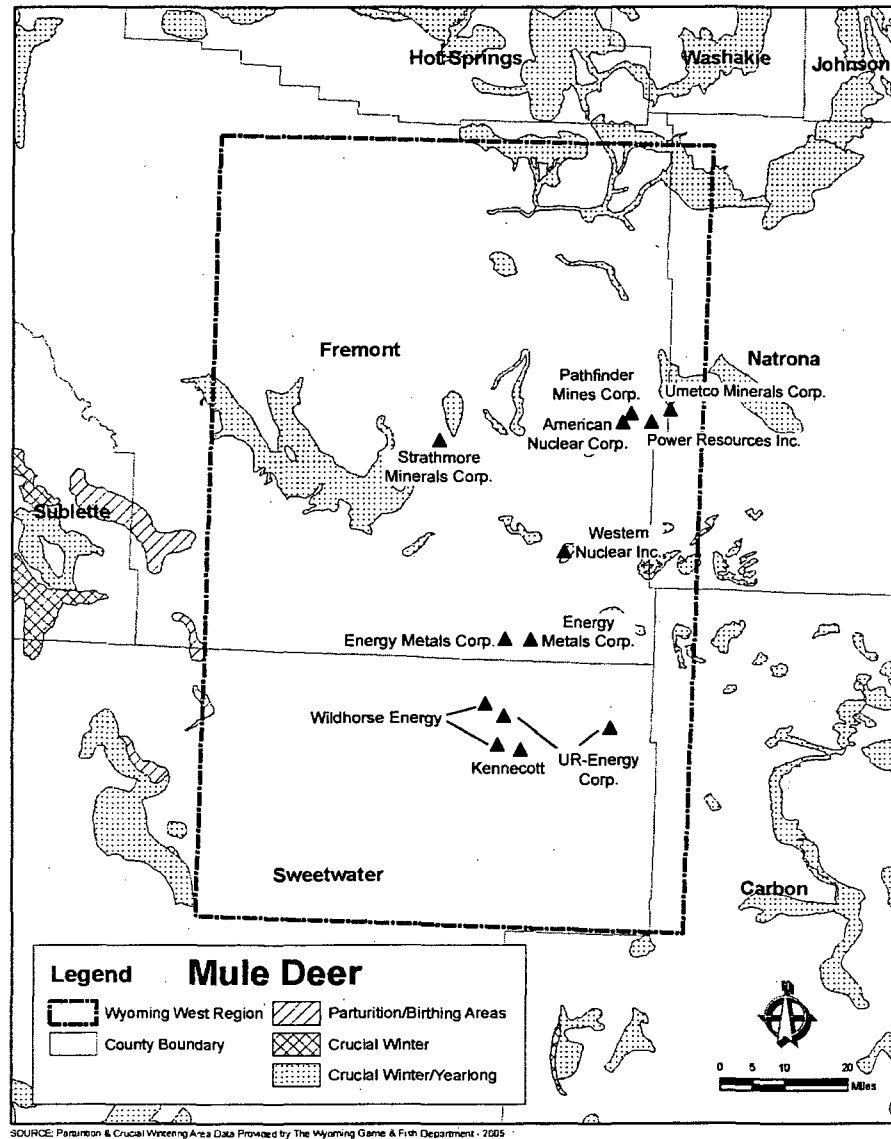 Hot Springs
Washakie
Johnson
Fremont
Natrona
Pathfinder
Mines Corp.
Umetco Minerals Corp.
American
Nuclear Corp.
Power Resources Inc.
Strathmore
Minerals Corp.
Sublette
Western
Nuclear Inc.
Energy Metals Corp.
Energy
Metals Corp.
Wildhorse Energy
Kennecott
UR-Energy
Corp.
Sweetwater
Carbon
Legend
Mule Deer
Wyoming West Region
Parturition/Birthing Areas
County Boundary
Crucial Winter
Crucial Winter/Yearlong
N
0 5 10 20
Miles
SOURCE: Parturition & Crucial Wintering Area Data Provided by The Wyoming Game & Fish Department - 2005